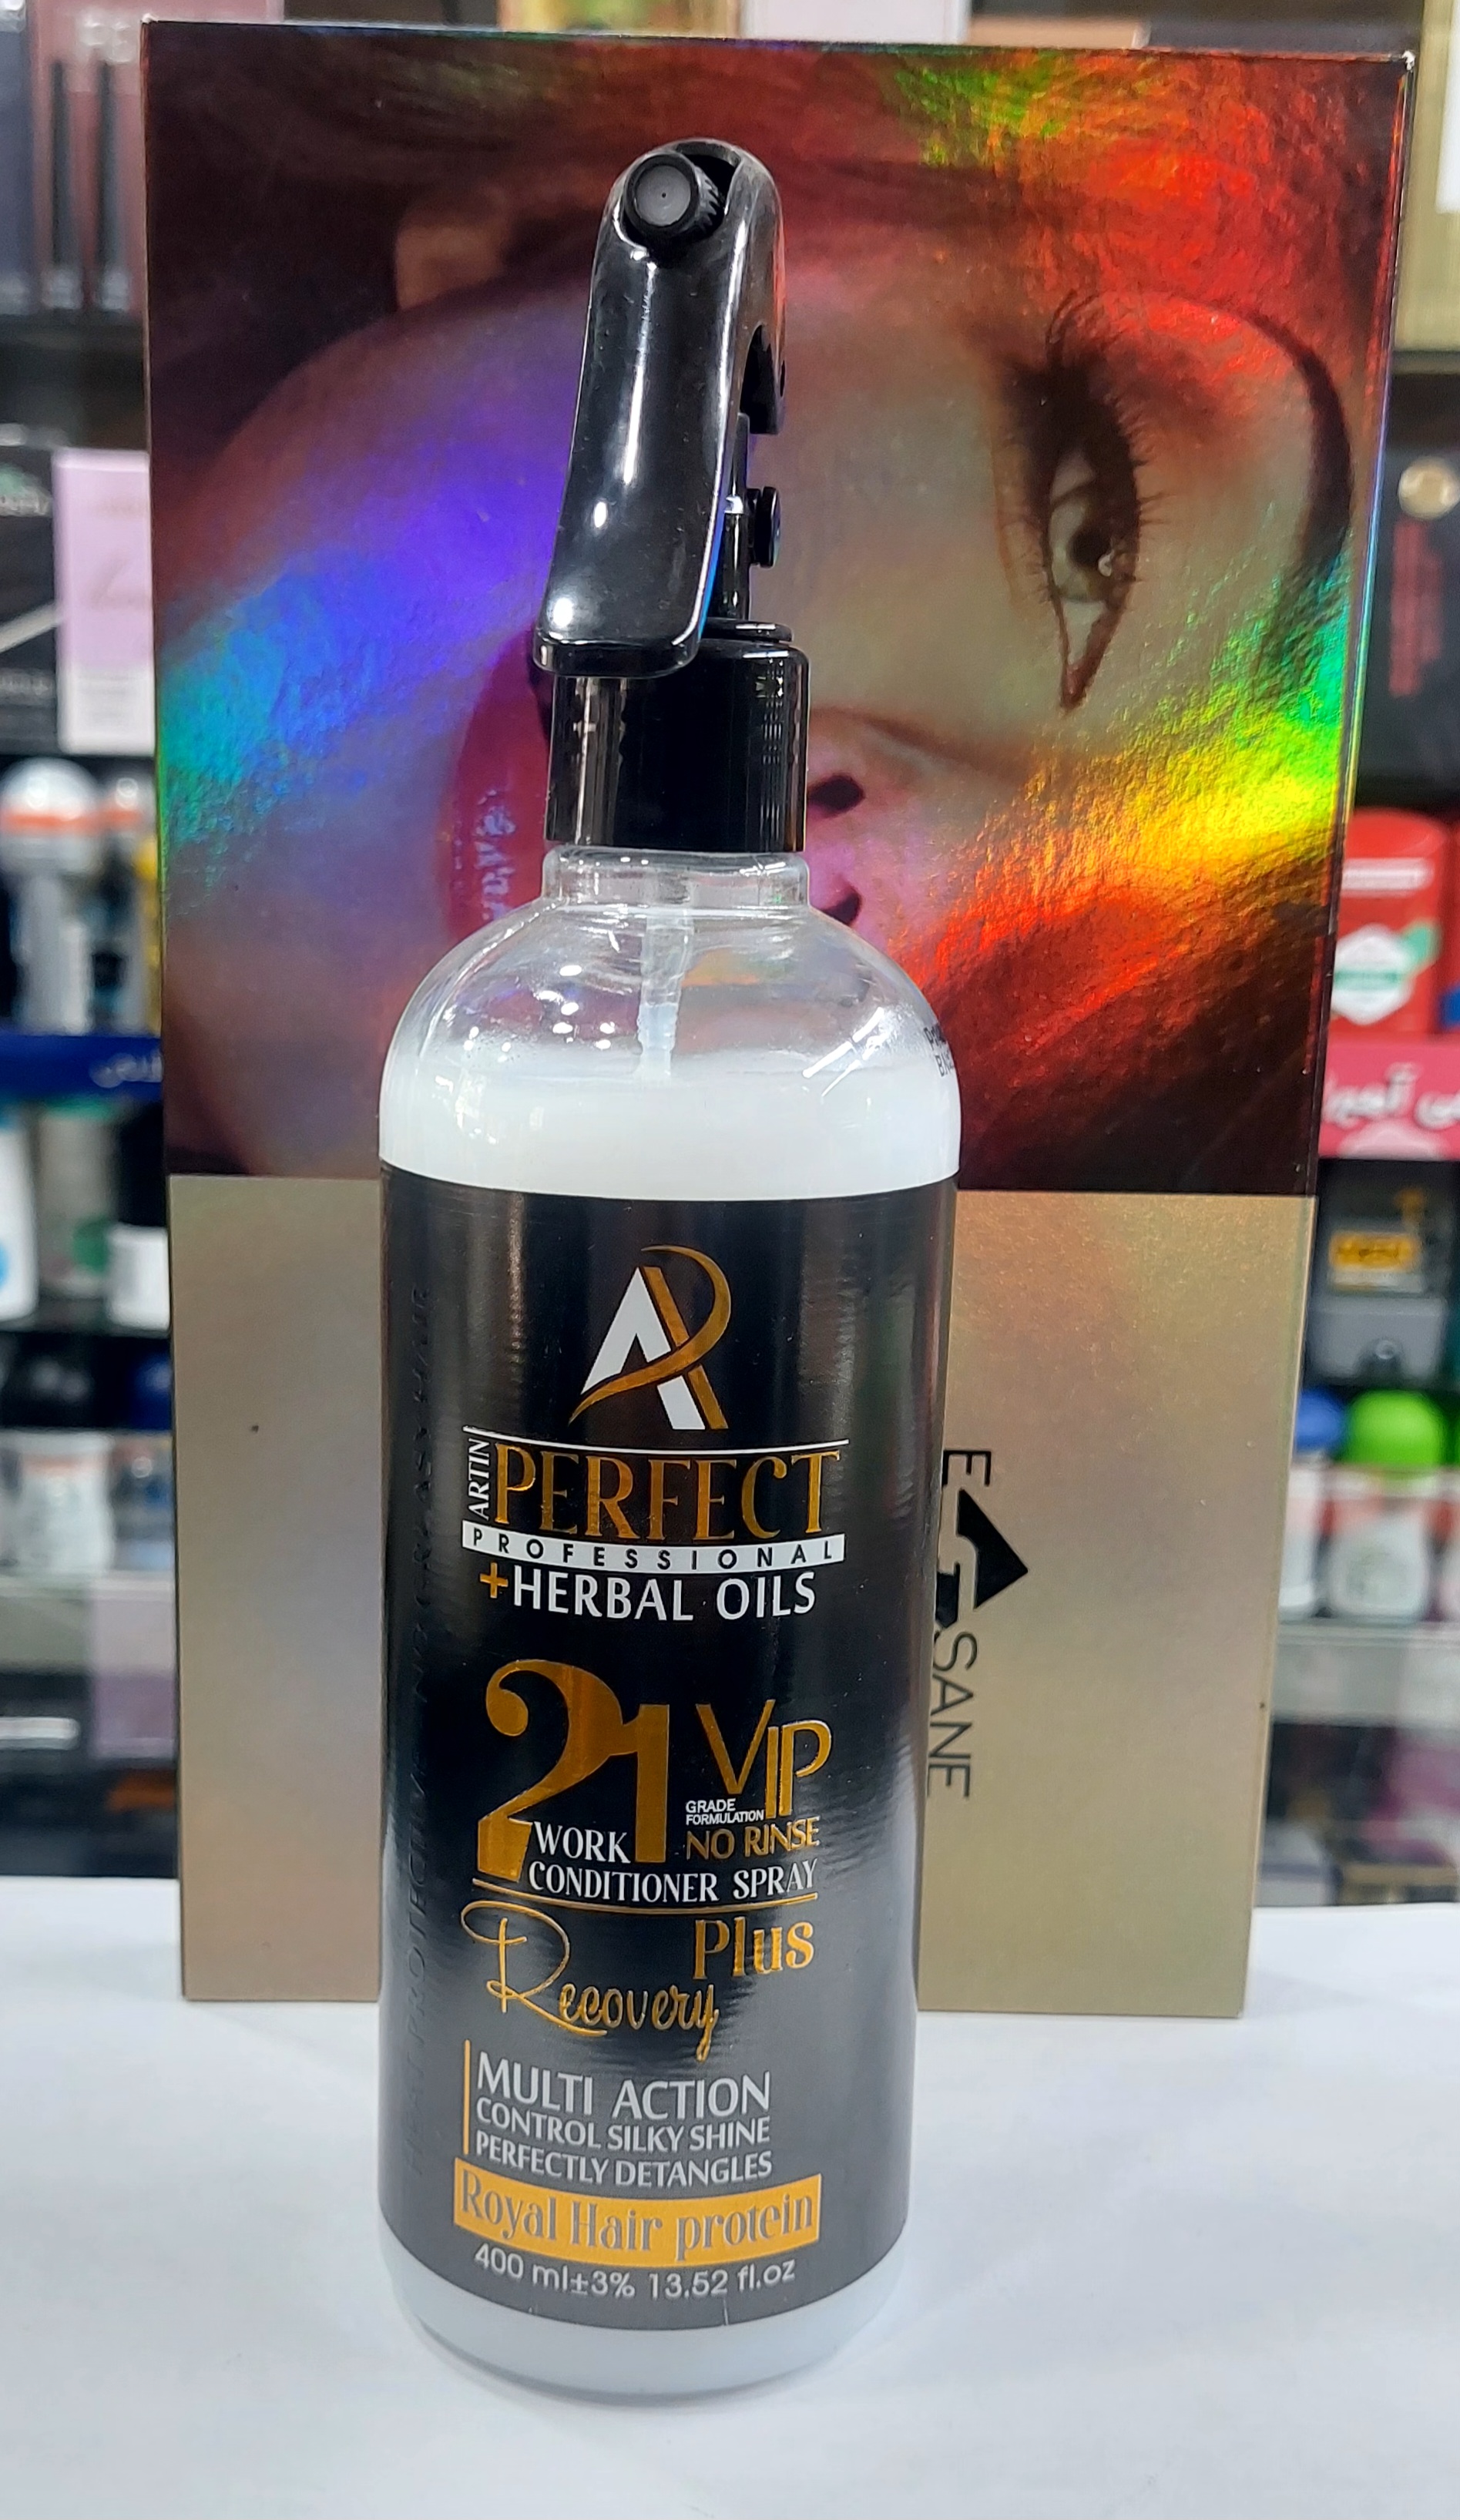 ARTIN
PERFECT
PROFESSIONAL
+HERBAL OILS
21 VIP
GRADE
FORMULATION
NO RINSE
WORK
CONDITIONER SPRAY
Plus
Recovery
MULTI ACTION
CONTROL SILKY SHINE
PERFECTLY DETANGLES
Royal Hair protein
400 ml±3% 13.52 fl.oz
SANE